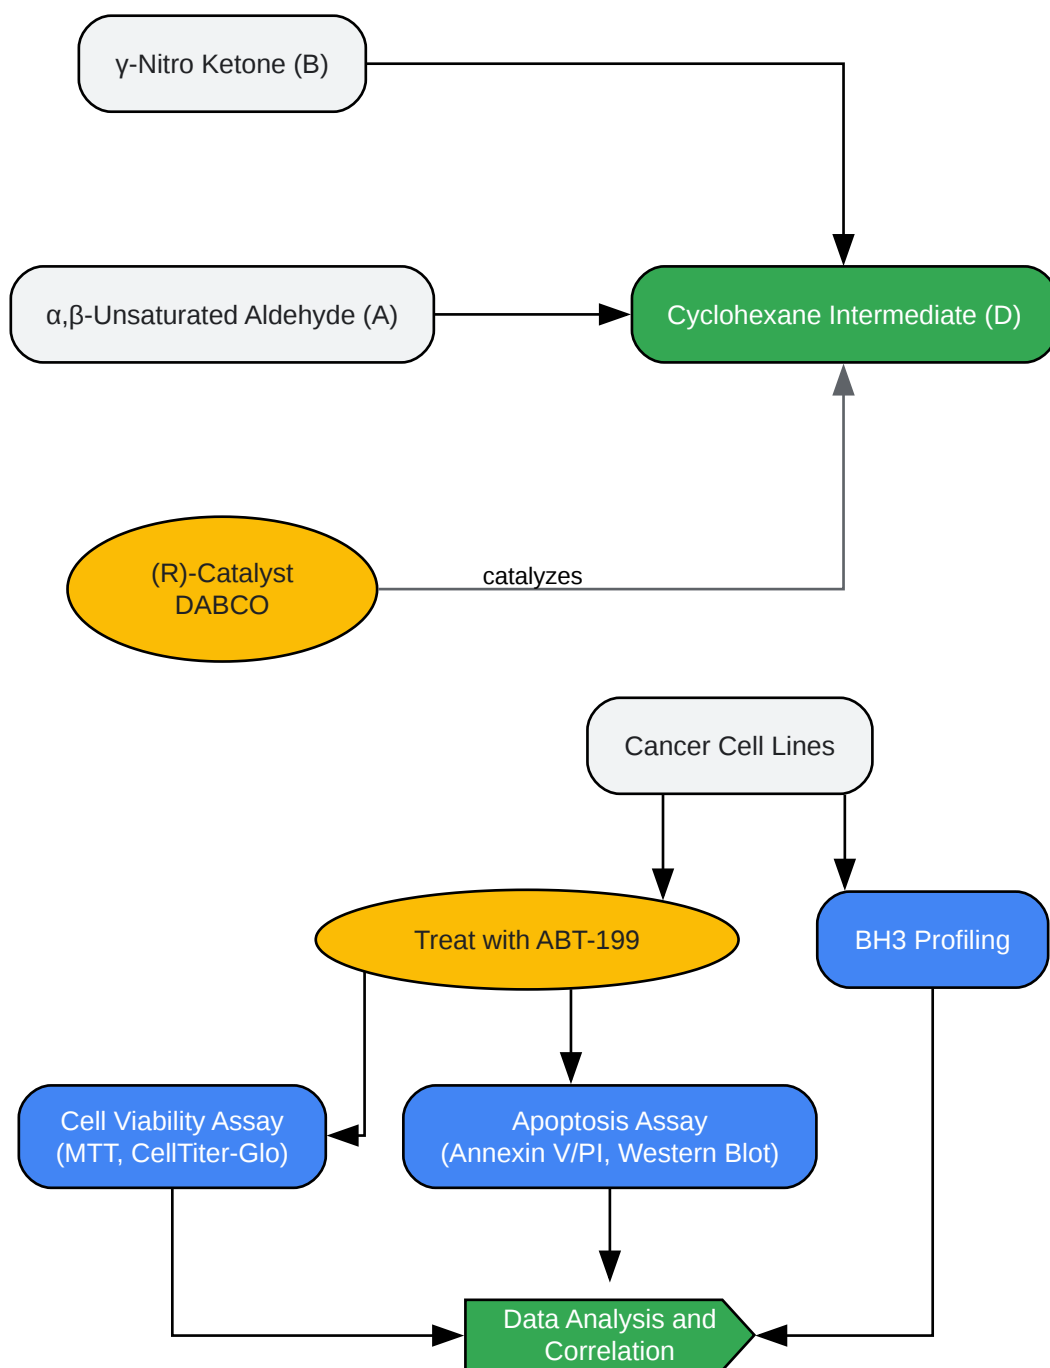 γ-Nitro Ketone (B)
α,β-Unsaturated Aldehyde (A)
Cyclohexane Intermediate (D)
(R)-Catalyst
DABCO
catalyzes
Cancer Cell Lines
Treat with ABT-199
BH3 Profiling
Cell Viability Assay
(MTT, CellTiter-Glo)
Apoptosis Assay
(Annexin V/PI, Western Blot)
Data Analysis and
Correlation